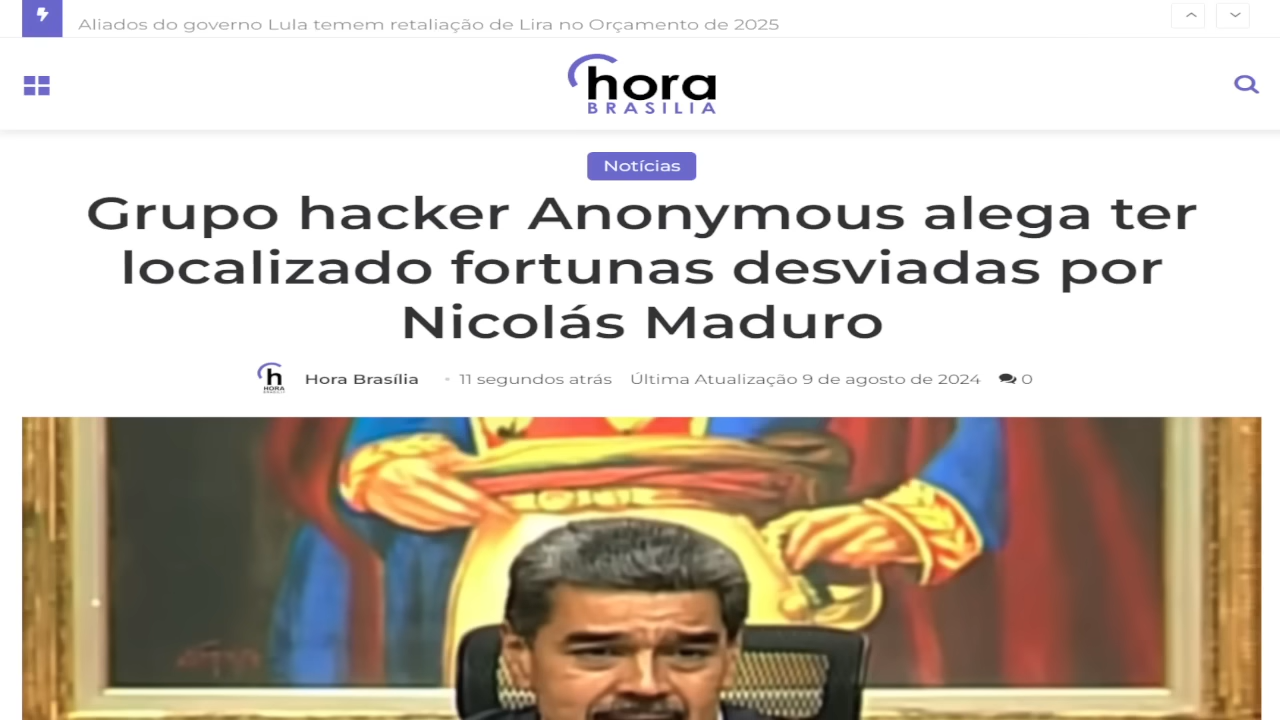 Aliados do governo Lula temem retaliação de Lira no Orçamento de 2025
hora
BRASILIA
Notícias
Grupo hacker Anonymous alega ter
localizado fortunas desviadas por
Nicolás Maduro
h
HORA
Hora Brasília 11 segundos atrás Última Atualização 9 de agosto de 2024 0